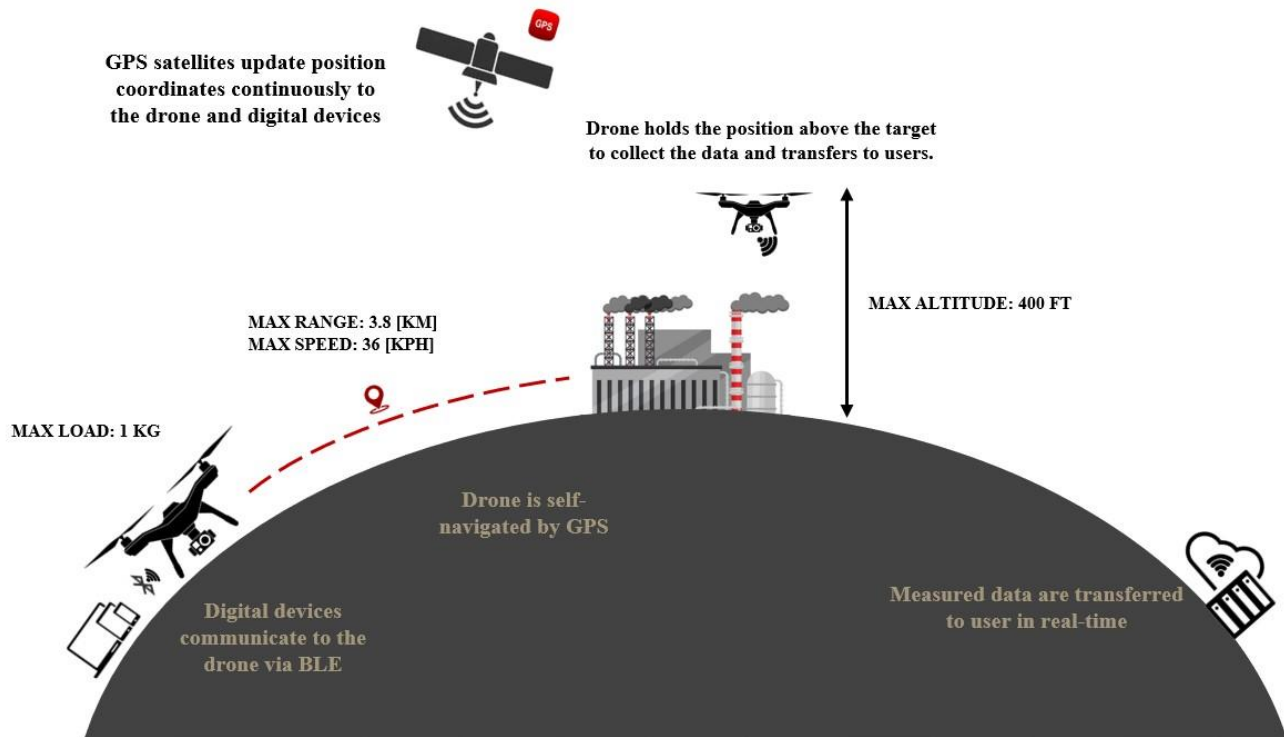 GPS
GPS satellites update position
coordinates continuously to
the drone and digital devices
Drone holds the position above the target
to collect the data and transfers to users.
MAX ALTITUDE: 400 FT
MAX RANGE: 3.8 [KM]
MAX SPEED: 36 [KPH]
MAX LOAD: 1 KG
Drone is self-
navigated by GPS
Digital devices
communicate to the
drone via BLE
Measured data are transferred
to user in real-time